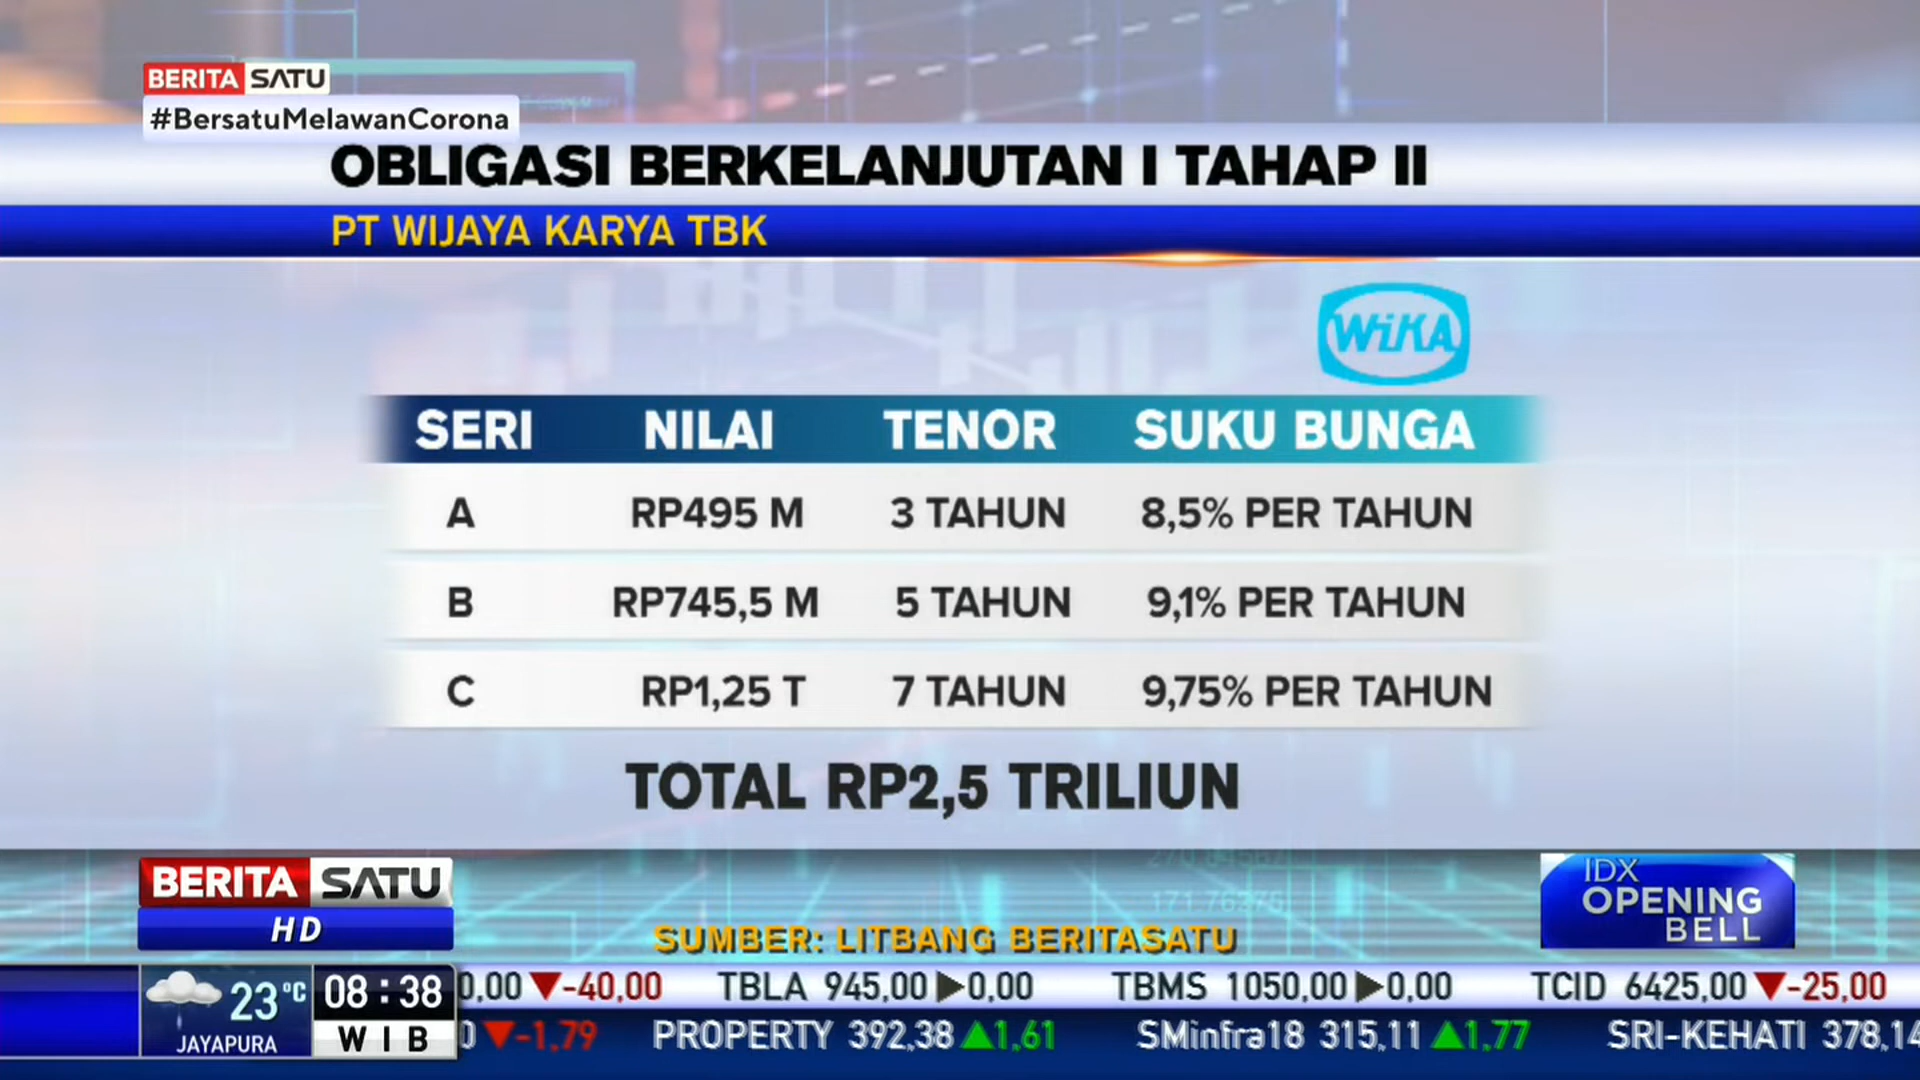 BERITA SATU
#BersatuMelawanCorona
OBLIGASI BERKELANJUTAN I TAHAP II
PT WIJAYA KARYA TBK
WiKA
SERI NILAI TENOR SUKU BUNGA
A RP495 M 3 TAHUN 8,5% PER TAHUN
B RP745,5 M 5 TAHUN 9,1% PER TAHUN
C RP1,25 T 7 TAHUN 9,75% PER TAHUN
TOTAL RP2,5 TRILIUN
BERITA SATU
HD
SUMBER: LITBANG BERITASATU
IDX
OPENING
BELL
23°C
JAYAPURA
08:38
WIB
0,00 ▼-40,00 TBLA 945,00 ▶0,00 TBMS 1050,00 ▶0,00 TCID 6425,00 ▼-25,00
0 ▼-1,79 PROPERTY 392,38 ▲1,61 SMinfra18 315,11 ▲1,77 SRI-KEHATI 378,14